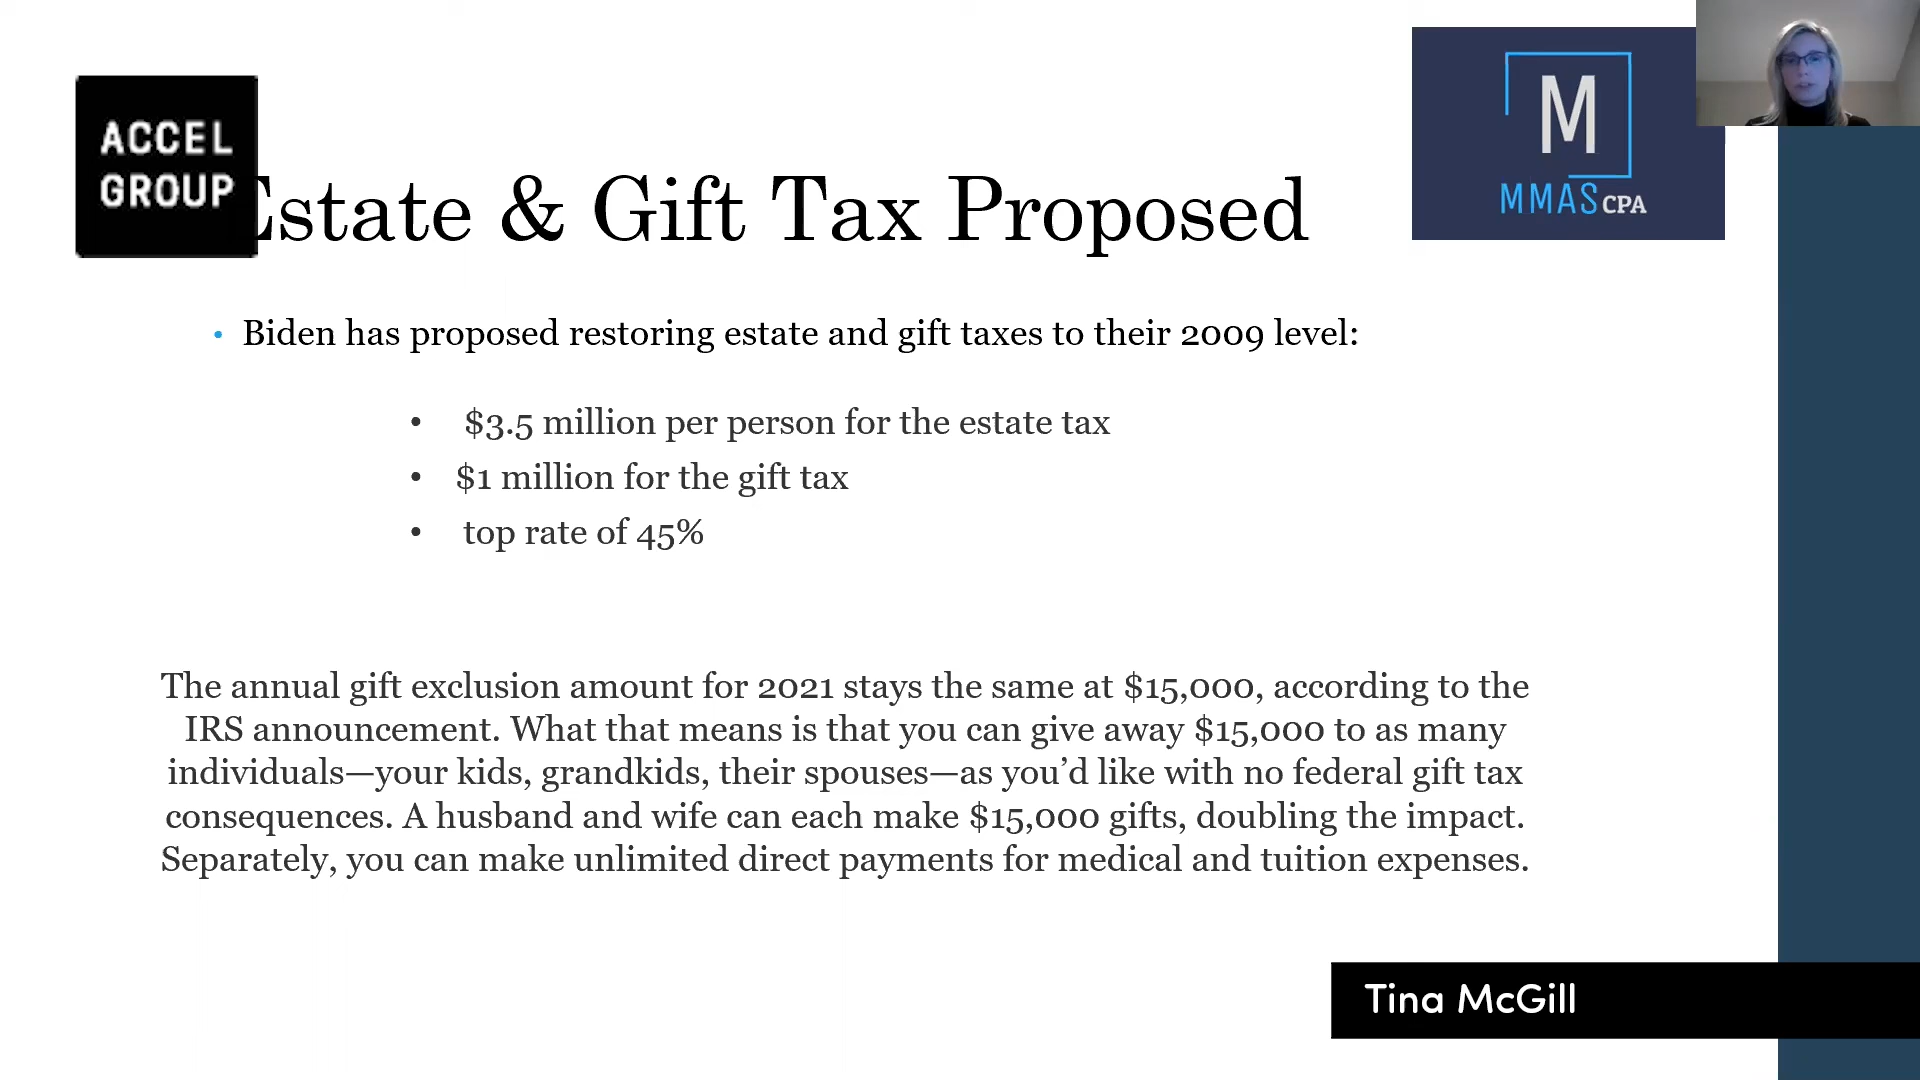 ACCEL
GROUP
M
MMAS CPA
Estate & Gift Tax Proposed
• Biden has proposed restoring estate and gift taxes to their 2009 level:
• $3.5 million per person for the estate tax
• $1 million for the gift tax
• top rate of 45%
The annual gift exclusion amount for 2021 stays the same at $15,000, according to the
IRS announcement. What that means is that you can give away $15,000 to as many
individuals—your kids, grandkids, their spouses—as you’d like with no federal gift tax
consequences. A husband and wife can each make $15,000 gifts, doubling the impact.
Separately, you can make unlimited direct payments for medical and tuition expenses.
Tina McGill